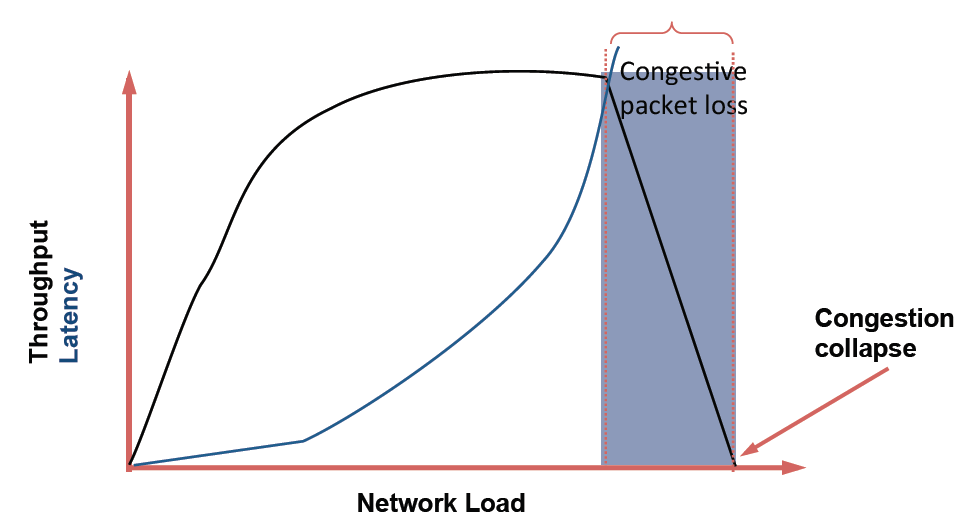 Congestive
packet loss
Throughput
Latency
Congestion
collapse
Network Load